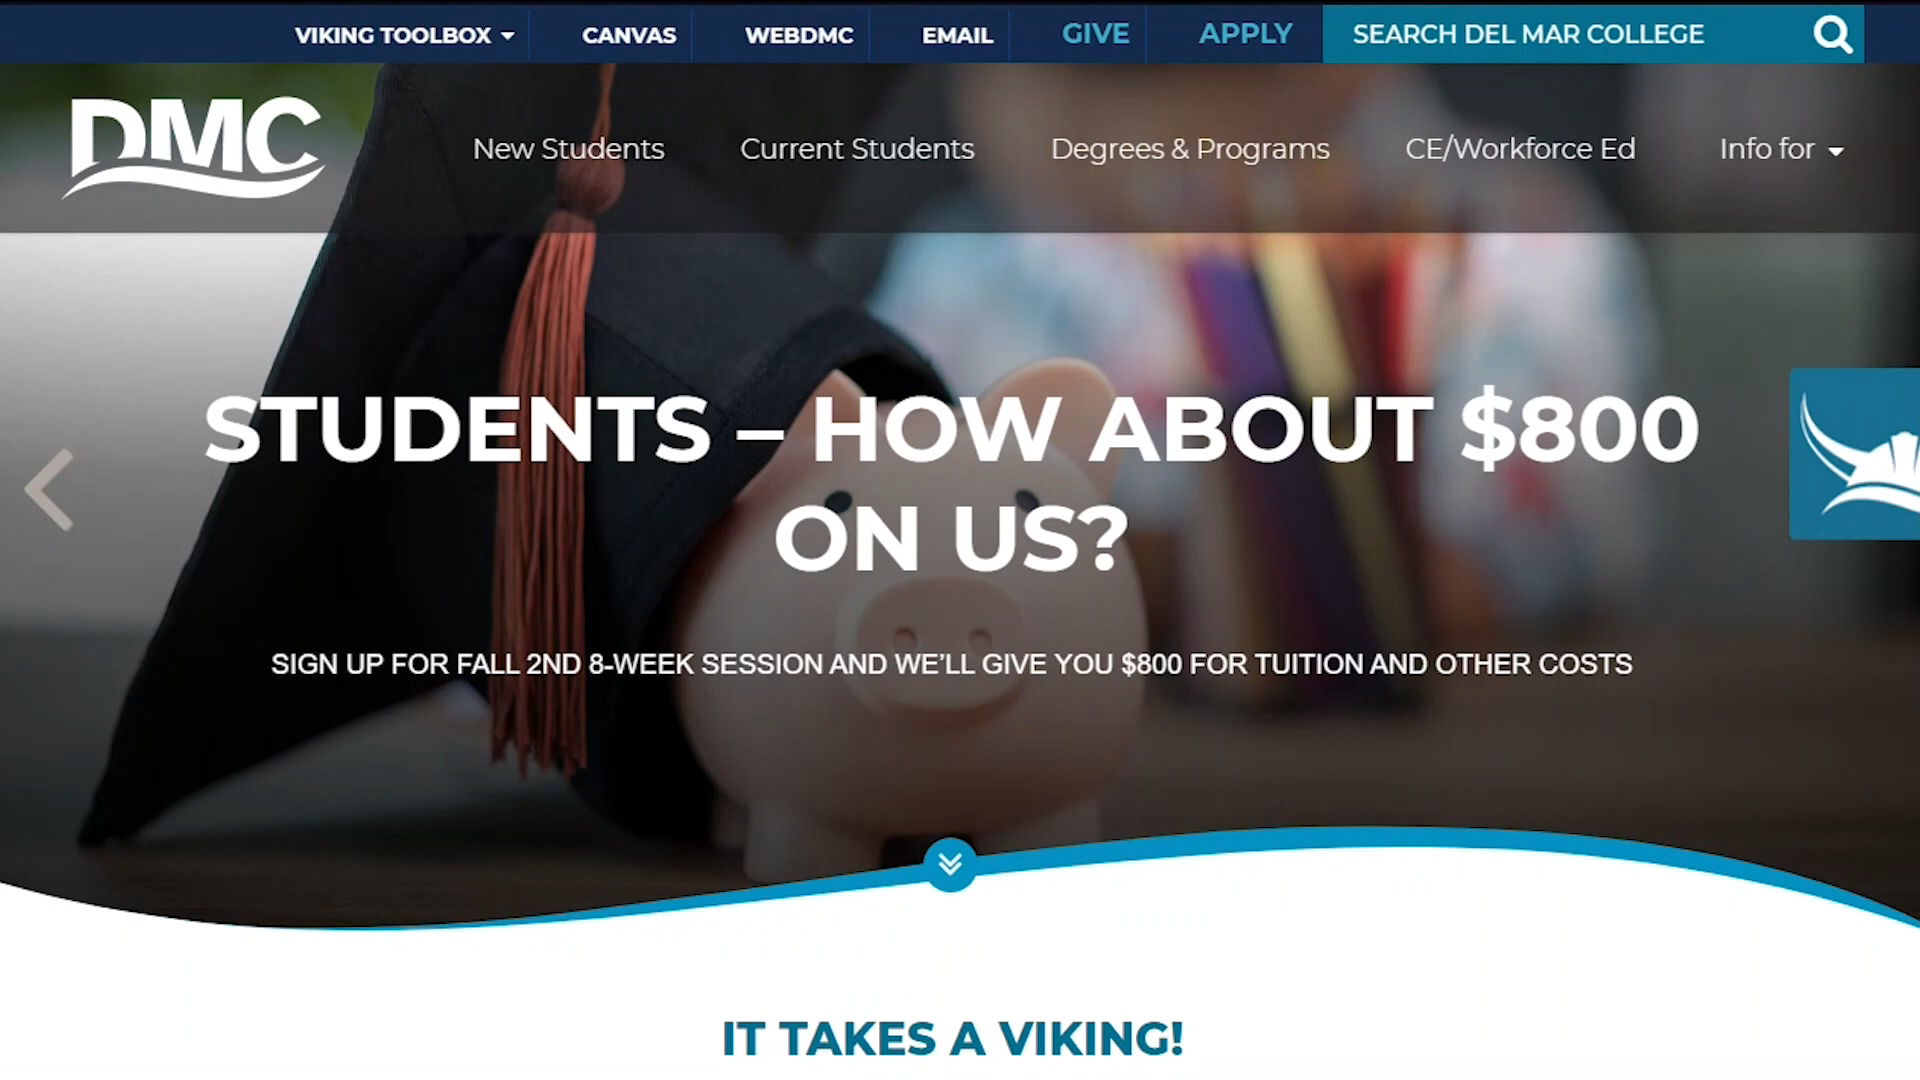 VIKING TOOLBOX CANVAS WEBDMC EMAIL GIVE APPLY SEARCH DEL MAR COLLEGE
DMC New Students Current Students Degrees & Programs CE/Workforce Ed Info for
STUDENTS – HOW ABOUT $800
ON US?
SIGN UP FOR FALL 2ND 8-WEEK SESSION AND WE'LL GIVE YOU $800 FOR TUITION AND OTHER COSTS
IT TAKES A VIKING!